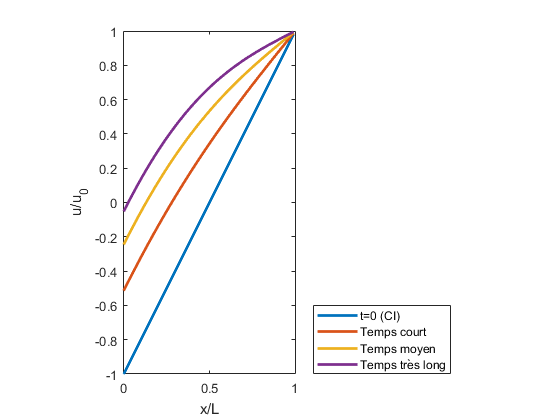 1
0.8
0.6
0.4
0.2
0
-0.2
-0.4
-0.6
-0.8
-1
u/u0
0 0.5 1
x/L
t=0 (CI)
Temps court
Temps moyen
Temps très long